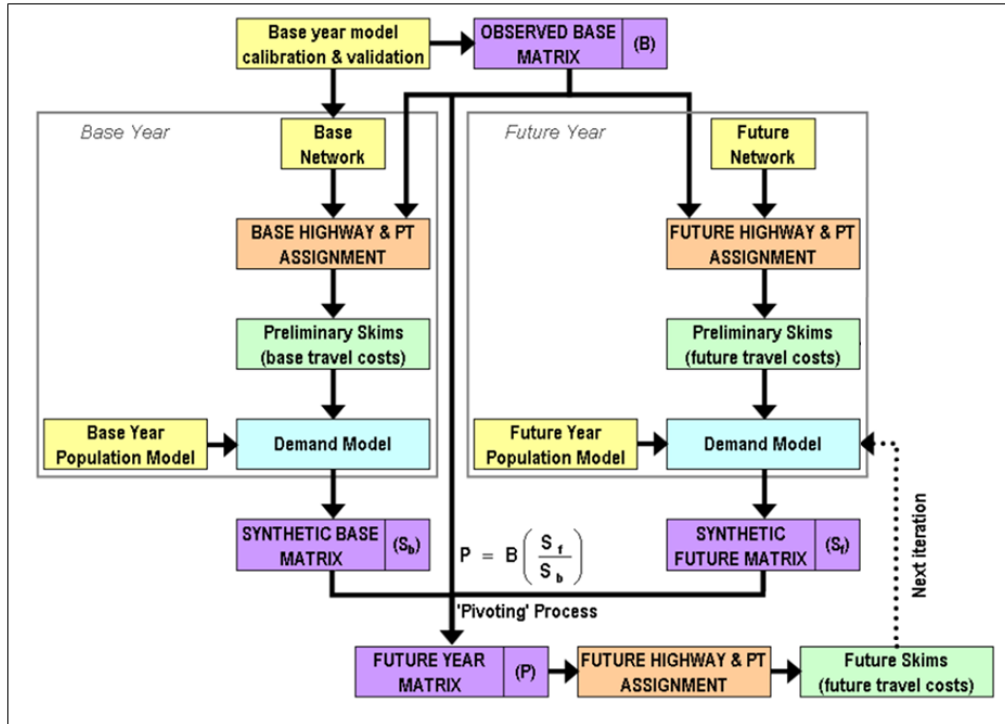 Base year model
calibration & validation
OBSERVED BASE
MATRIX
(B)
Base Year
Base
Network
BASE HIGHWAY & PT
ASSIGNMENT
Preliminary Skims
(base travel costs)
Base Year
Population Model
Demand Model
SYNTHETIC BASE
MATRIX
(Sb)
Future Year
Future
Network
FUTURE HIGHWAY & PT
ASSIGNMENT
Preliminary Skims
(future travel costs)
Future Year
Population Model
Demand Model
SYNTHETIC
FUTURE MATRIX
(Sf)
Next iteration
P = B ( S f / S b )
'Pivoting' Process
FUTURE YEAR
MATRIX
(P)
FUTURE HIGHWAY & PT
ASSIGNMENT
Future Skims
(future travel costs)